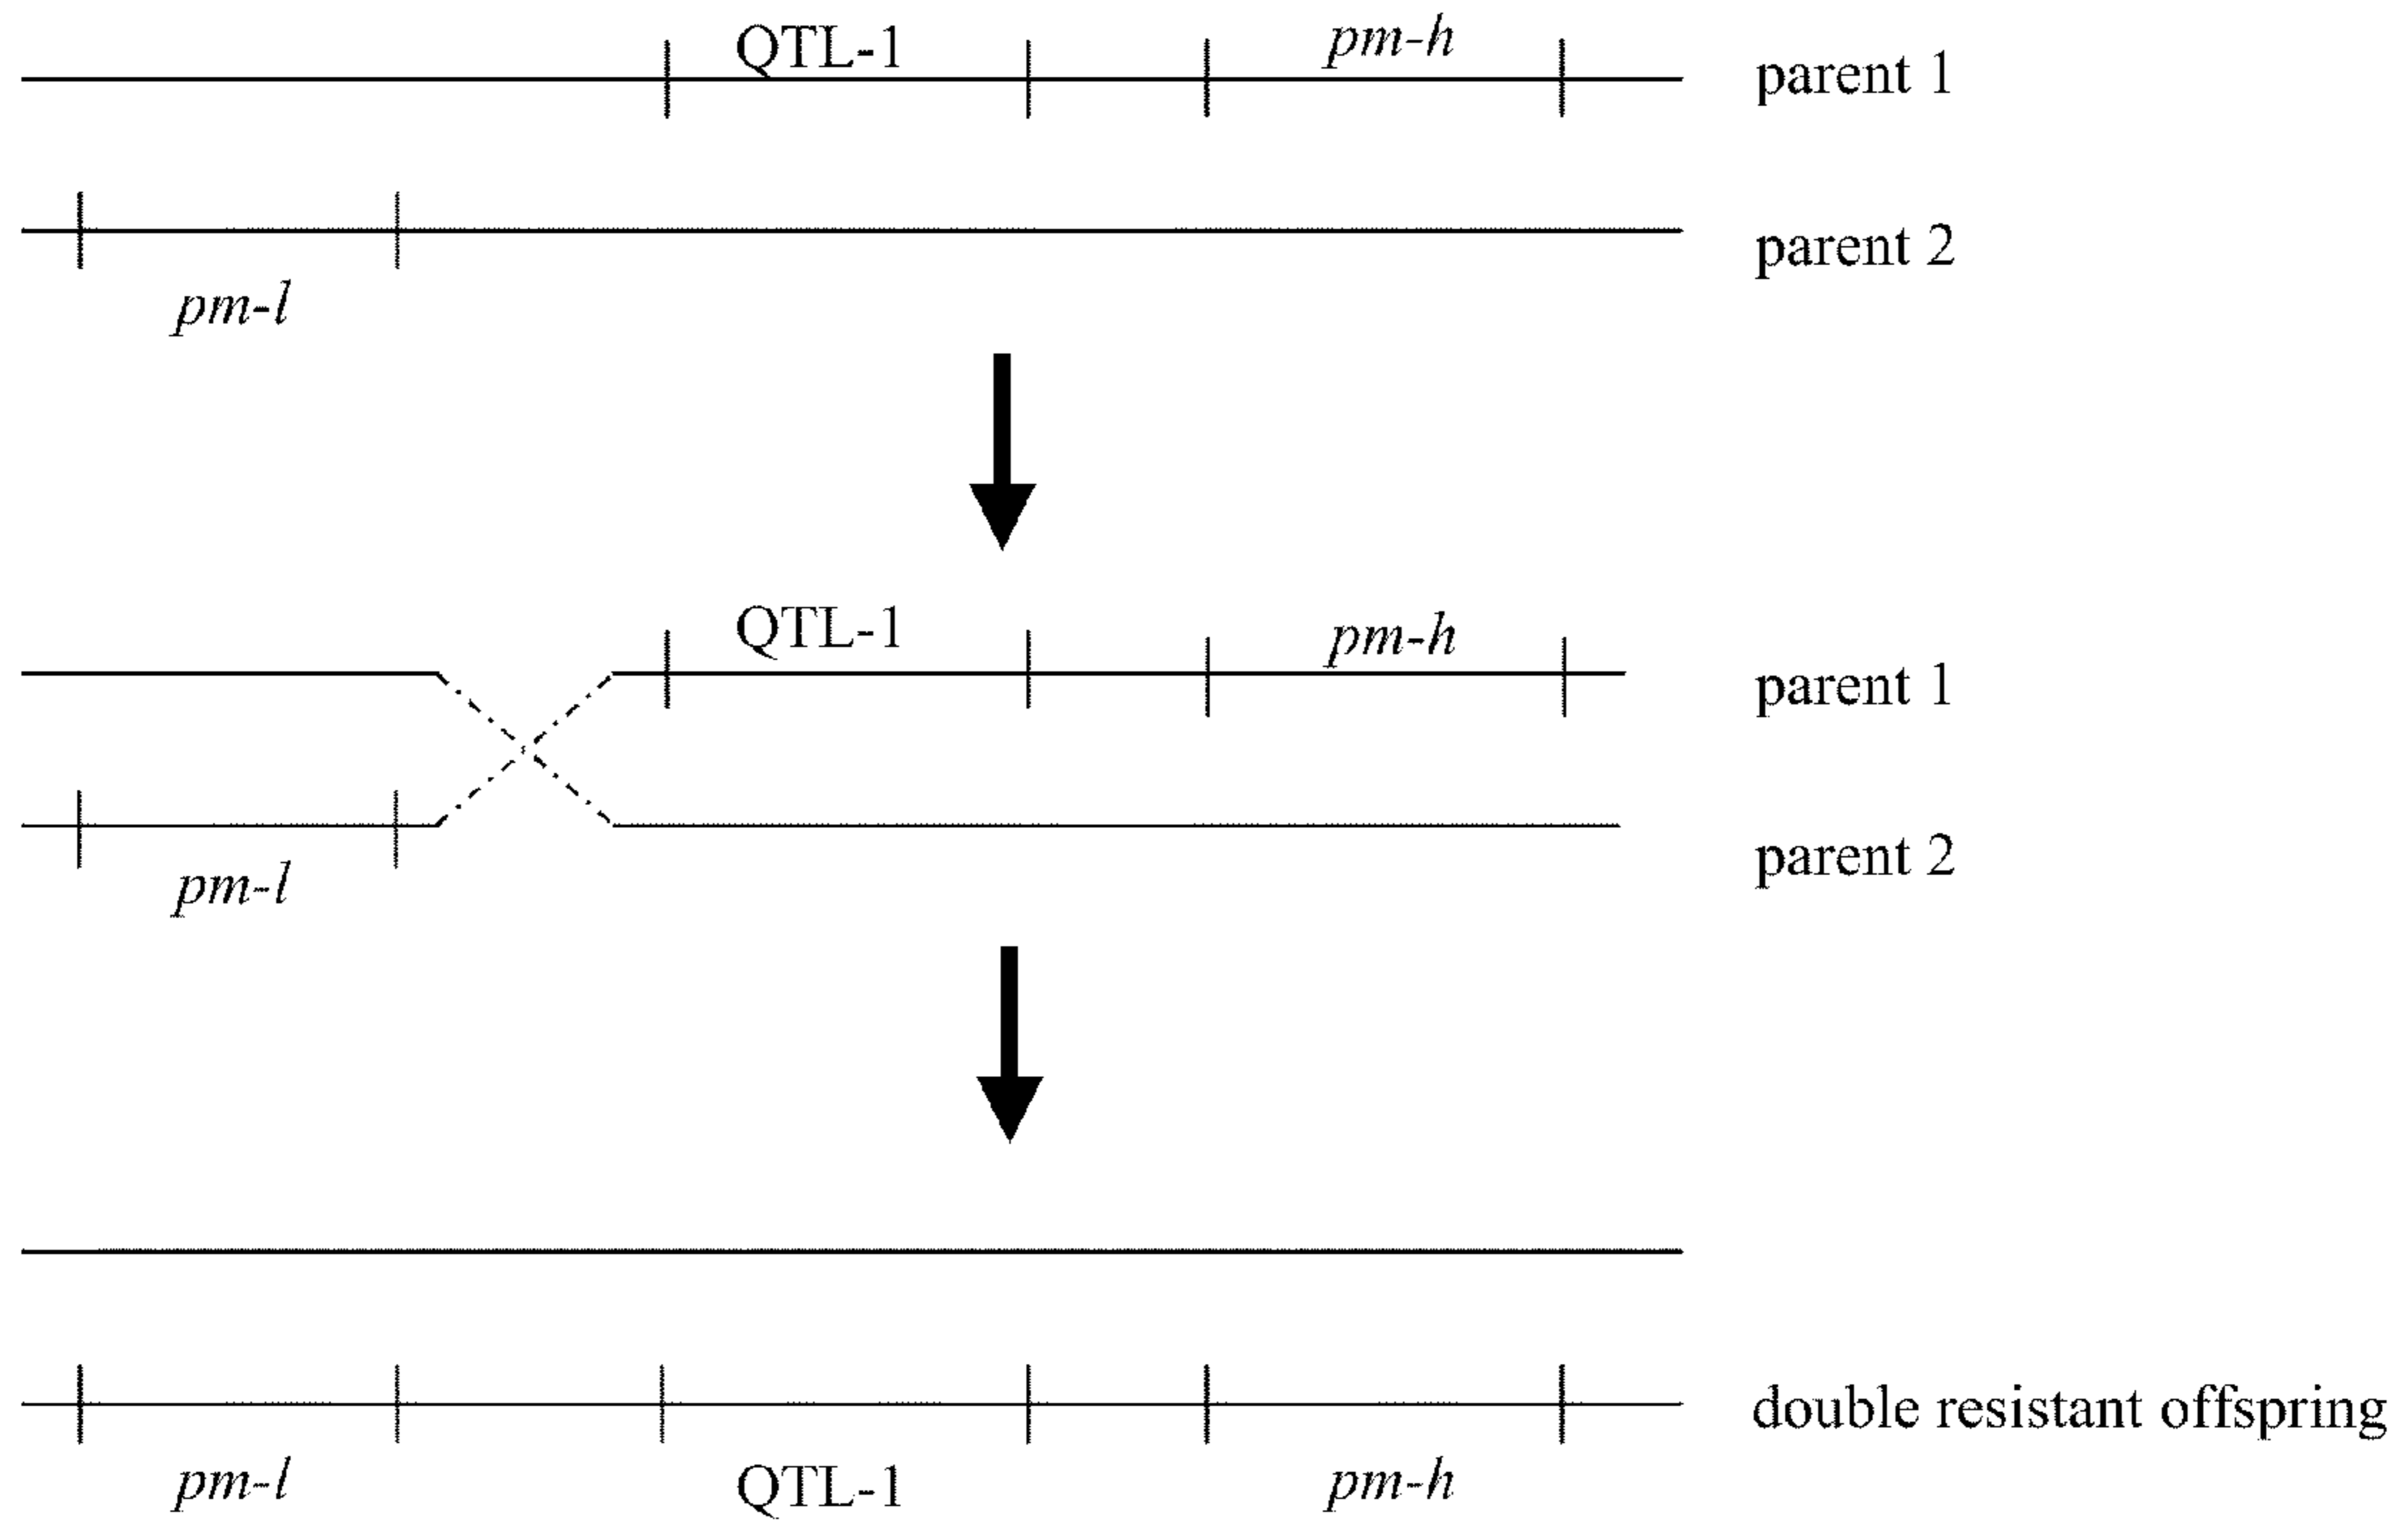 QTL-1 pm-h parent 1
parent 2
pm-l
QTL-1 pm-h parent 1
pm-l parent 2
double resistant offspring
pm-l QTL-1 pm-h